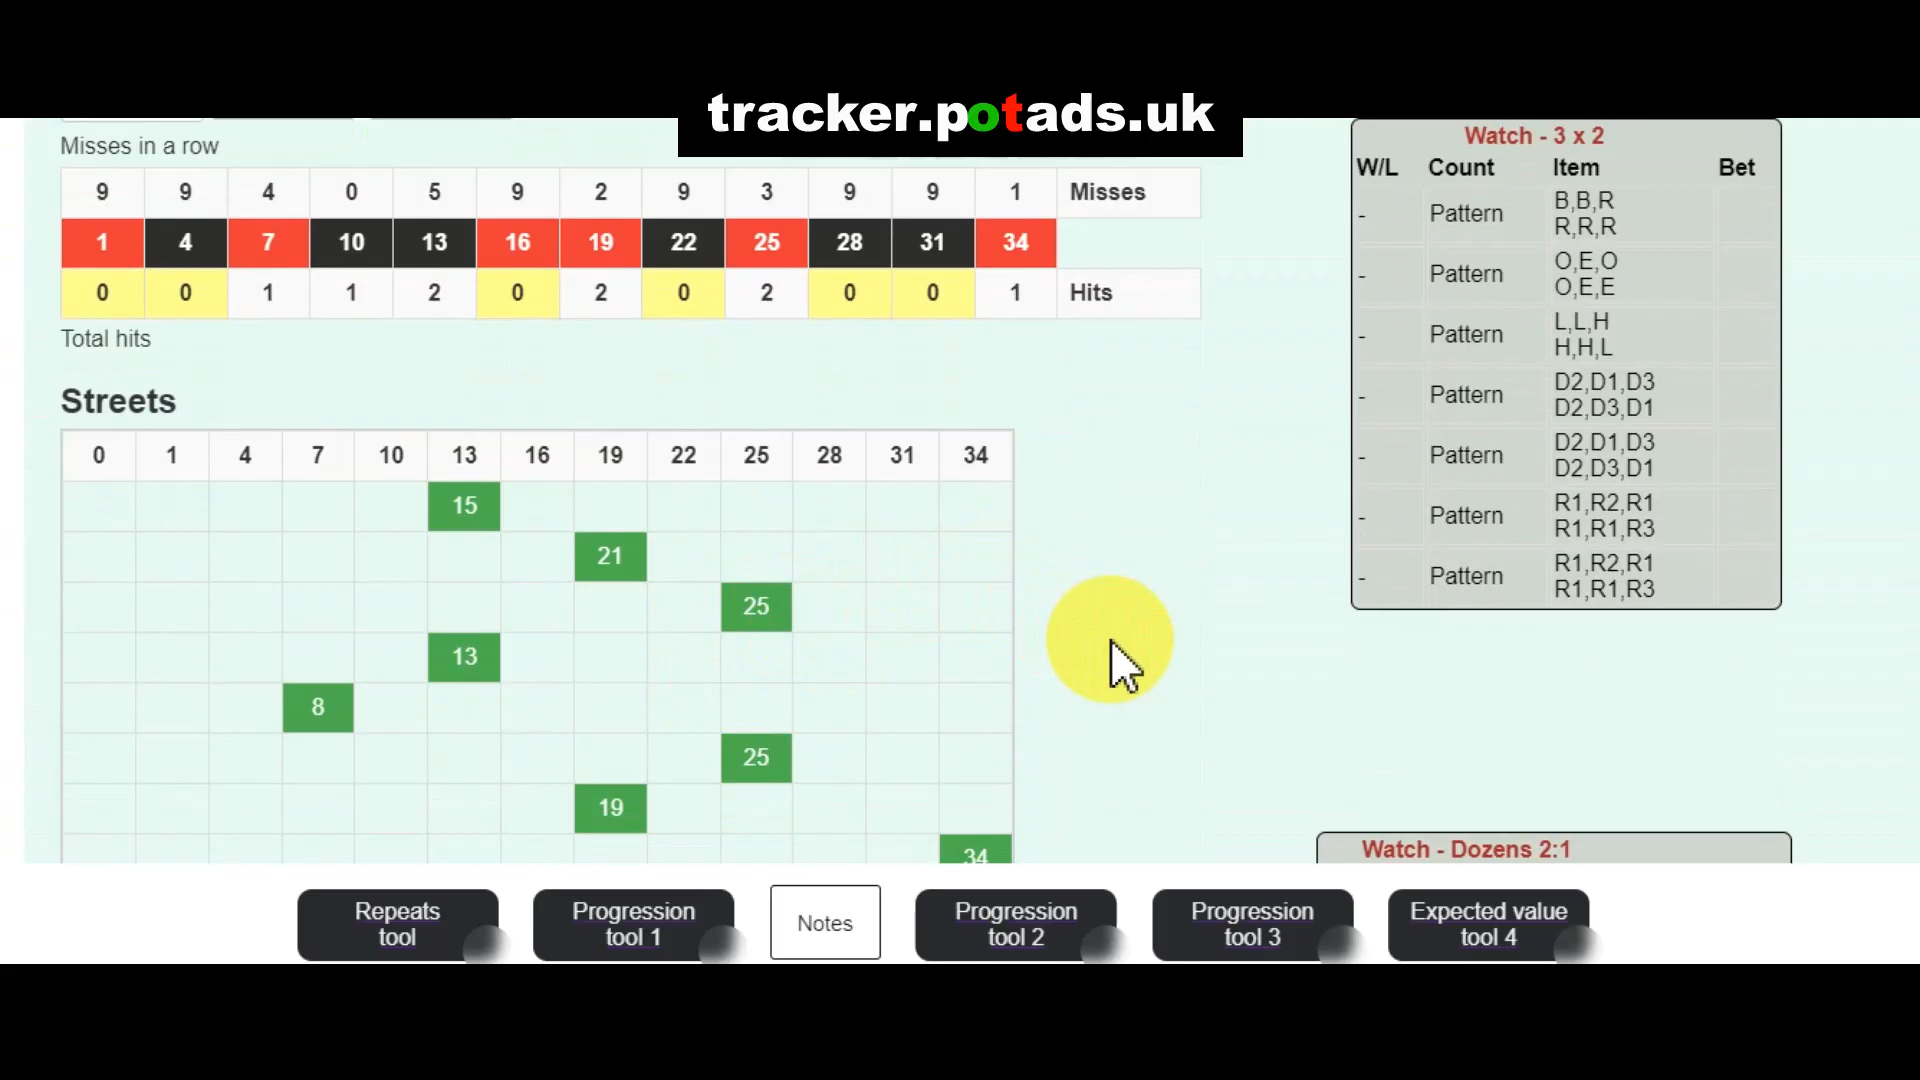 tracker.potads.uk
Misses in a row
9 9 4 0 5 9 2 9 3 9 9 1 Misses
1 4 7 10 13 16 19 22 25 28 31 34
0 0 1 1 2 0 2 0 2 0 0 1 Hits
Total hits
Streets
0 1 4 7 10 13 16 19 22 25 28 31 34
15
21
25
13
8
25
19
34
Watch - 3 x 2
W/L Count Item Bet
- Pattern B,B,R
R,R,R
- Pattern O,E,O
O,E,E
- Pattern L,L,H
H,H,L
- Pattern D2,D1,D3
D2,D3,D1
- Pattern D2,D1,D3
D2,D3,D1
- Pattern R1,R2,R1
R1,R1,R3
- Pattern R1,R2,R1
R1,R1,R3
Watch - Dozens 2:1
Repeats
tool
Progression
tool 1
Notes
Progression
tool 2
Progression
tool 3
Expected value
tool 4